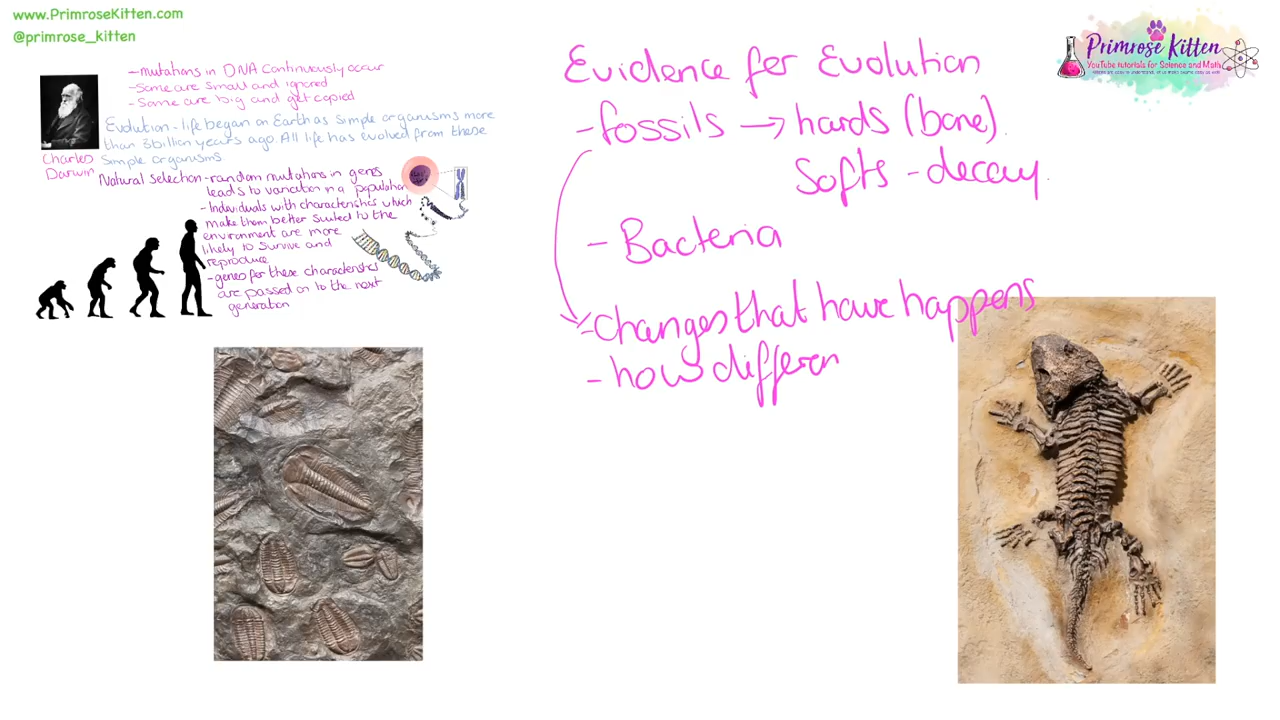 www.PrimroseKitten.com
@primrose_kitten
-mutations in DNA continuously occur
-Some are small and ignored
-Some are big and get copied
Evolution - life began on Earth as simple organisms more
than 3billion years ago. All life has evolved from these
Simple organisms.
Charles
Darwin
Natural selection - random mutations in genes
leads to variation in a population
- Individuals with characteristics which
make them better suited to the
environment are more
likely to survive and
reproduce
- genes for these characteristics
are passed on to the next
generation
Evidence for Evolution
- fossils → hards (bone).
Softs - decay.
- Bacteria
- changes that have happens
- how differen
Primrose Kitten
YouTube tutorials for Science and Math